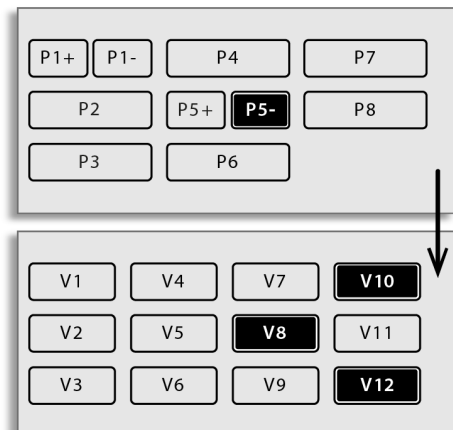 P1+ P1- P4 P7
P2 P5+ P5- P8
P3 P6
V1 V4 V7 V10
V2 V5 V8 V11
V3 V6 V9 V12